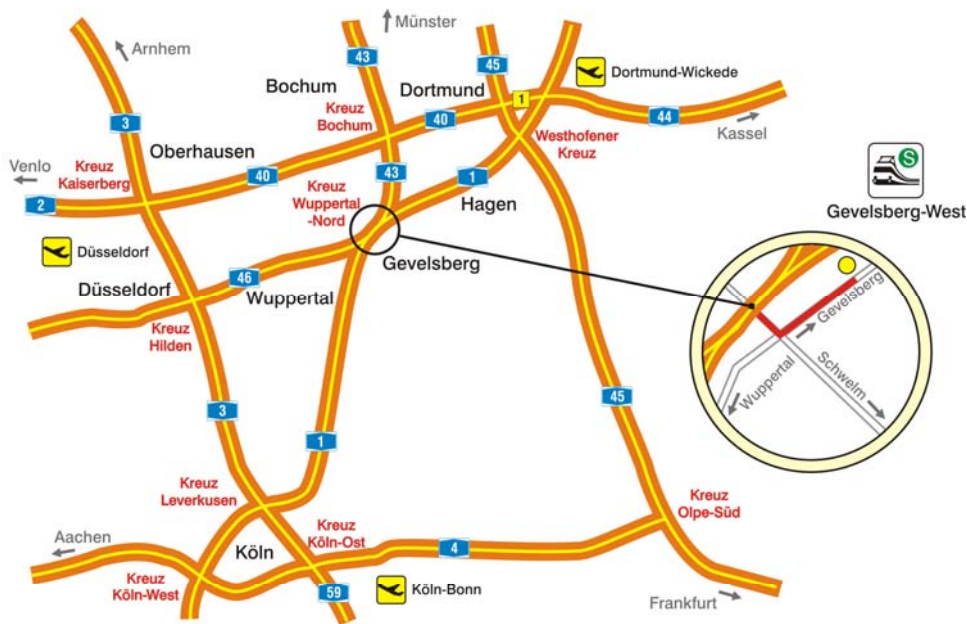 Arnhem
Münster
43
45
Dortmund-Wickede
Bochum
Dortmund
1
Kreuz
Bochum
40
44
Kassel
3
Westhofener
Kreuz
Oberhausen
Venlo
Kreuz
Kaiserberg
40
43
1
S
2
Kreuz
Wuppertal
-Nord
Hagen
Gevelsberg-West
Düsseldorf
Gevelsberg
46
Düsseldorf
Wuppertal
Kreuz
Hilden
Gevelsberg
Wuppertal
Schwelm
3
45
1
Kreuz
Leverkusen
Kreuz
Olpe-Süd
Aachen
Köln
Kreuz
Köln-Ost
4
Kreuz
Köln-West
59
Köln-Bonn
Frankfurt